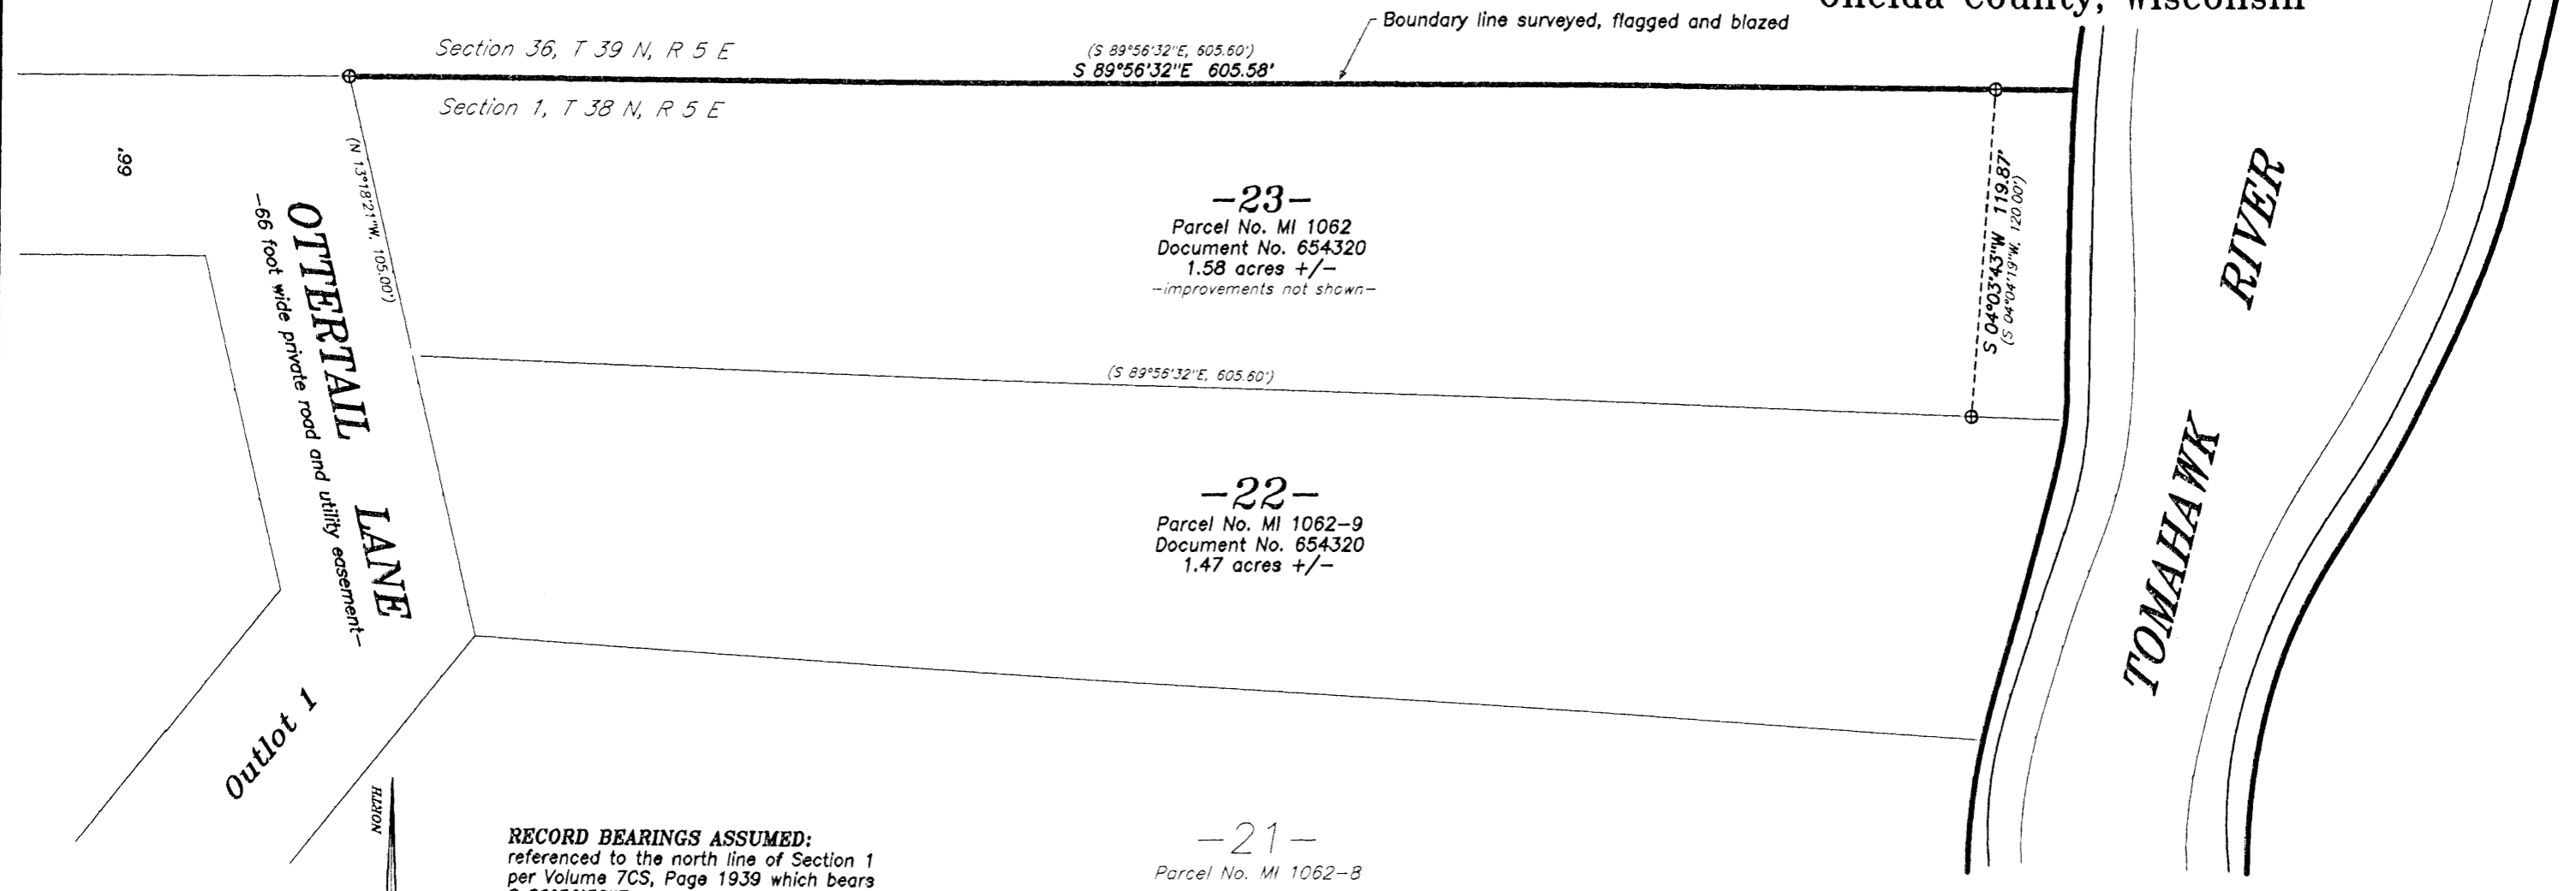 Oneida County, Wisconsin
Boundary line surveyed, flagged and blazed
Section 36, T 39 N, R 5 E
(S 89°56'32"E, 605.60')
S 89°56'32"E 605.58'
Section 1, T 38 N, R 5 E
66'
(N 13°18'21"W, 105.00')
OTTERTAIL LANE
-66 foot wide private road and utility easement-
-23-
Parcel No. MI 1062
Document No. 654320
1.58 acres +/-
-improvements not shown-
S 04°03'43"W 119.87'
(S 04°04'19"W, 120.00')
TOMAHAWK RIVER
(S 89°56'32"E, 605.60')
-22-
Parcel No. MI 1062-9
Document No. 654320
1.47 acres +/-
Outlot 1
NORTH
RECORD BEARINGS ASSUMED:
referenced to the north line of Section 1
per Volume 7CS, Page 1939 which bears
-21-
Parcel No. MI 1062-8